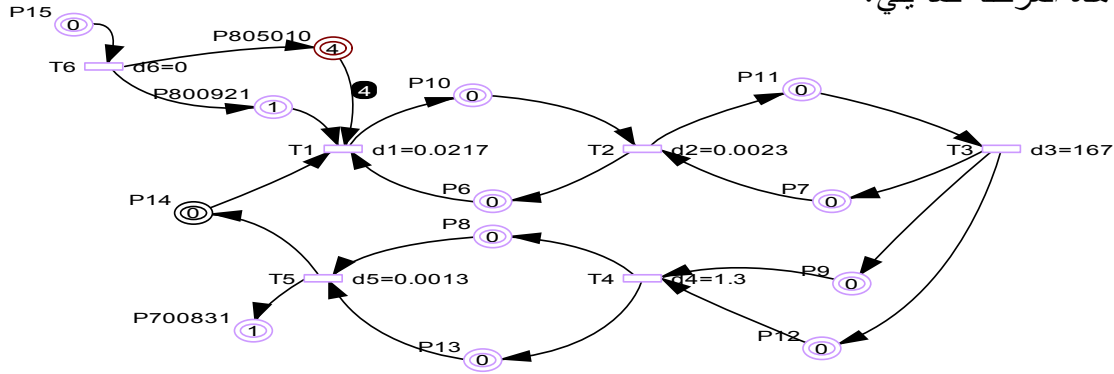 P15
0
P805010
4
T6 d6=0
P800921
1
4
P10
0
P11
0
T1 d1=0.0217
T2 d2=0.0023
T3 d3=167
P6
0
P7
0
P14
0
P8
0
T5 d5=0.0013
T4 d4=1.3
P9
0
P700831
1
P13
0
P12
0